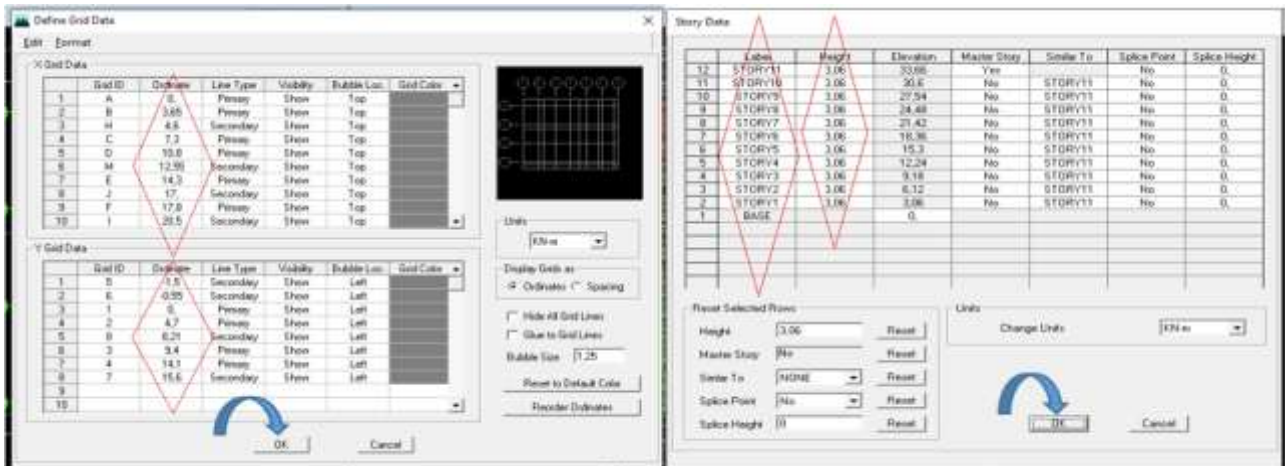 Define Grid Data
Edit Format
X Grid Data
Grid ID Ordinate Line Type Visibility Bubble Loc. Grid Color
1 A 0, Primary Show Top
2 B 3,65 Primary Show Top
3 H 4,6 Secondary Show Top
4 C 7,3 Primary Show Top
5 D 10,8 Primary Show Top
6 M 12,55 Secondary Show Top
7 E 14,3 Primary Show Top
8 J 17, Secondary Show Top
9 F 17,8 Primary Show Top
10 I 20,5 Secondary Show Top
Y Grid Data
Grid ID Ordinate Line Type Visibility Bubble Loc. Grid Color
1 5 -1,5 Secondary Show Left
2 6 -0,95 Secondary Show Left
3 1 0, Primary Show Left
4 2 4,7 Primary Show Left
5 8 6,21 Secondary Show Left
6 3 9,4 Primary Show Left
7 4 14,1 Primary Show Left
8 7 15,6 Secondary Show Left
9
10
Units
KN-m
Display Grids as
Ordinates Spacing
Hide All Grid Lines
Glue to Grid Lines
Bubble Size 1,25
Reset to Default Color
Reorder Ordinates
OK Cancel
Story Data
Label Height Elevation Master Story Similar To Splice Point Splice Height
12 STORY11 3,06 33,66 Yes No 0,
11 STORY10 3,06 30,6 No STORY11 No 0,
10 STORY9 3,06 27,54 No STORY11 No 0,
9 STORY8 3,06 24,48 No STORY11 No 0,
8 STORY7 3,06 21,42 No STORY11 No 0,
7 STORY6 3,06 18,36 No STORY11 No 0,
6 STORY5 3,06 15,3 No STORY11 No 0,
5 STORY4 3,06 12,24 No STORY11 No 0,
4 STORY3 3,06 9,18 No STORY11 No 0,
3 STORY2 3,06 6,12 No STORY11 No 0,
2 STORY1 3,06 3,06 No STORY11 No 0,
1 BASE 0,
Reset Selected Rows
Height 3,06 Reset
Master Story No Reset
Similar To NONE Reset
Splice Point No Reset
Splice Height 0 Reset
Units
Change Units KN-m
OK Cancel